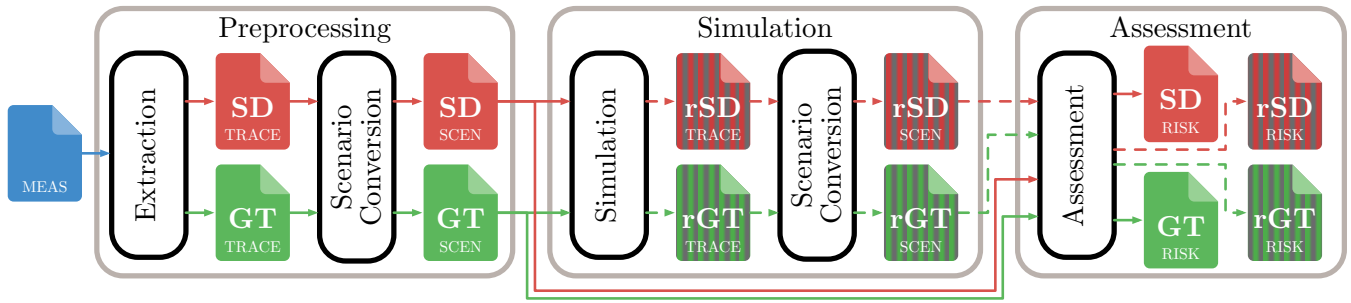 Preprocessing
Simulation
Assessment
MEAS
Extraction
SD
TRACE
GT
TRACE
Scenario
Conversion
SD
SCEN
GT
SCEN
Simulation
rSD
TRACE
rGT
TRACE
Scenario
Conversion
rSD
SCEN
rGT
SCEN
Assessment
SD
RISK
GT
RISK
rSD
RISK
rGT
RISK